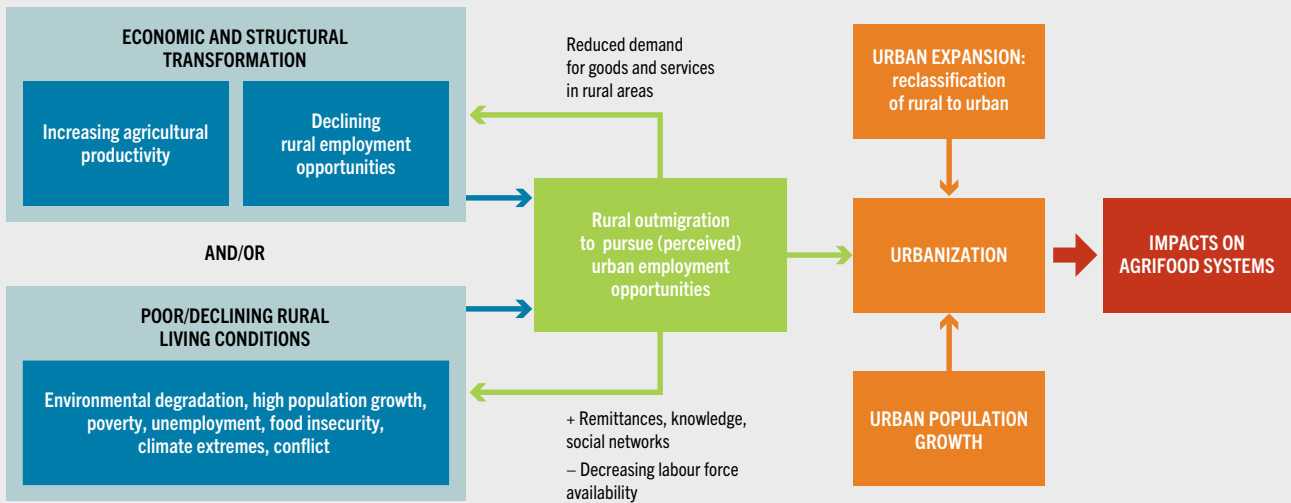 ECONOMIC AND STRUCTURAL
TRANSFORMATION
Increasing agricultural
productivity
Declining
rural employment
opportunities
AND/OR
POOR/DECLINING RURAL
LIVING CONDITIONS
Environmental degradation, high population growth,
poverty, unemployment, food insecurity,
climate extremes, conflict
Reduced demand
for goods and services
in rural areas
Rural outmigration
to pursue (perceived)
urban employment
opportunities
+ Remittances, knowledge,
social networks
– Decreasing labour force
availability
URBAN EXPANSION:
reclassification
of rural to urban
URBANIZATION
URBAN POPULATION
GROWTH
IMPACTS ON
AGRIFOOD SYSTEMS